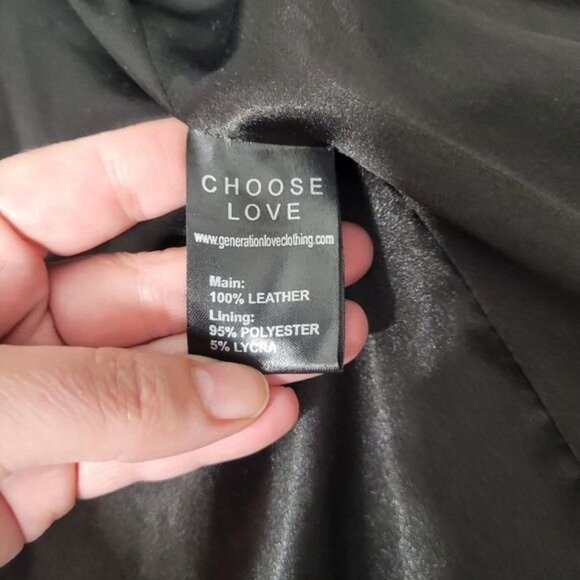 CHOOSE
LOVE
www.generationloveclothing.com
Main:
100% LEATHER
Lining:
95% POLYESTER
5% LYCRA